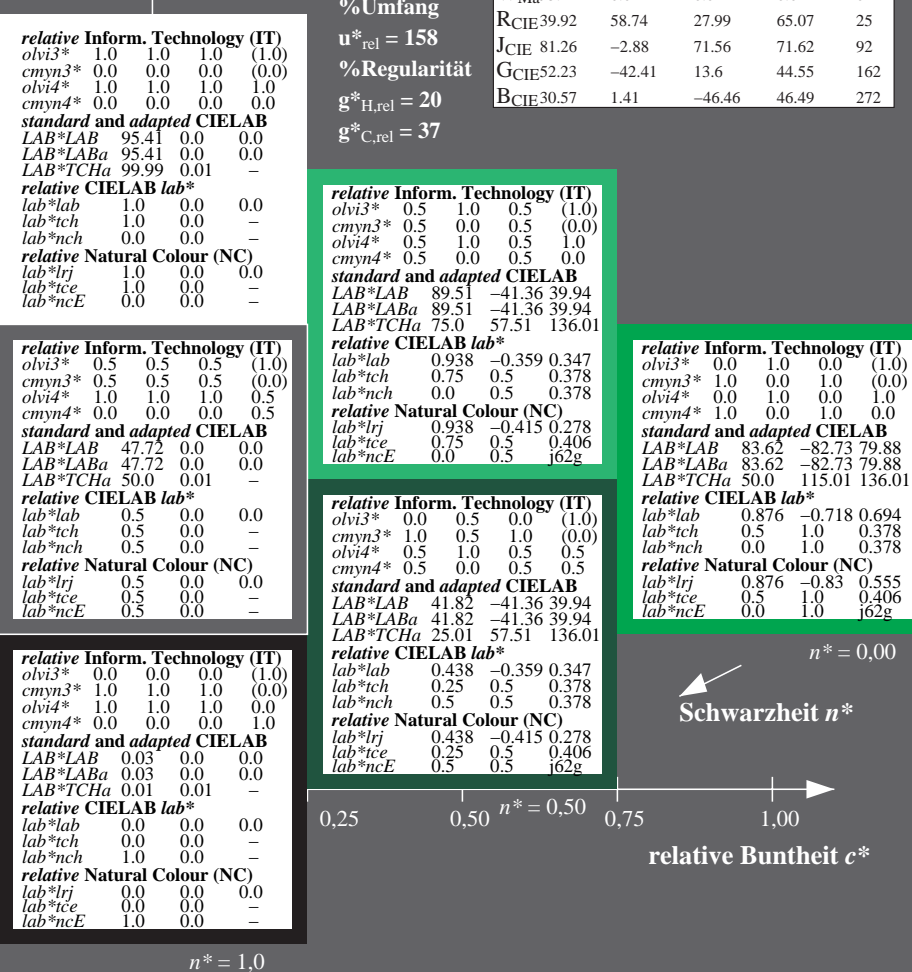 %Umfang
u*rel = 158
%Regularität
g*H,rel = 20
g*C,rel = 37
RCIE 39.92 58.74 27.99 65.07 25
JCIE 81.26 −2.88 71.56 71.62 92
GCIE 52.23 −42.41 13.6 44.55 162
BCIE 30.57 1.41 −46.46 46.49 272
relative Inform. Technology (IT)
olvi3* 1.0 1.0 1.0 (1.0)
cmyn3* 0.0 0.0 0.0 (0.0)
olvi4* 1.0 1.0 1.0 1.0
cmyn4* 0.0 0.0 0.0 0.0
standard and adapted CIELAB
LAB*LAB 95.41 0.0 0.0
LAB*LABa 95.41 0.0 0.0
LAB*TCHa 99.99 0.01 –
relative CIELAB lab*
lab*lab 1.0 0.0 0.0
lab*tch 1.0 0.0 –
lab*nch 0.0 0.0 –
relative Natural Colour (NC)
lab*lrj 1.0 0.0 0.0
lab*tce 1.0 0.0 –
lab*ncE 0.0 0.0 –
relative Inform. Technology (IT)
olvi3* 0.5 1.0 0.5 (1.0)
cmyn3* 0.5 0.0 0.5 (0.0)
olvi4* 0.5 1.0 0.5 1.0
cmyn4* 0.5 0.0 0.5 0.0
standard and adapted CIELAB
LAB*LAB 89.51 −41.36 39.94
LAB*LABa 89.51 −41.36 39.94
LAB*TCHa 75.0 57.51 136.01
relative CIELAB lab*
lab*lab 0.938 −0.359 0.347
lab*tch 0.75 0.5 0.378
lab*nch 0.0 0.5 0.378
relative Natural Colour (NC)
lab*lrj 0.938 −0.415 0.278
lab*tce 0.75 0.5 0.406
lab*ncE 0.0 0.5 j62g
relative Inform. Technology (IT)
olvi3* 0.5 0.5 0.5 (1.0)
cmyn3* 0.5 0.5 0.5 (0.0)
olvi4* 1.0 1.0 1.0 0.5
cmyn4* 0.0 0.0 0.0 0.5
standard and adapted CIELAB
LAB*LAB 47.72 0.0 0.0
LAB*LABa 47.72 0.0 0.0
LAB*TCHa 50.0 0.01 –
relative CIELAB lab*
lab*lab 0.5 0.0 0.0
lab*tch 0.5 0.0 –
lab*nch 0.5 0.0 –
relative Natural Colour (NC)
lab*lrj 0.5 0.0 0.0
lab*tce 0.5 0.0 –
lab*ncE 0.5 0.0 –
relative Inform. Technology (IT)
olvi3* 0.0 1.0 0.0 (1.0)
cmyn3* 1.0 0.0 1.0 (0.0)
olvi4* 0.0 1.0 0.0 1.0
cmyn4* 1.0 0.0 1.0 0.0
standard and adapted CIELAB
LAB*LAB 83.62 −82.73 79.88
LAB*LABa 83.62 −82.73 79.88
LAB*TCHa 50.0 115.01 136.01
relative CIELAB lab*
lab*lab 0.876 −0.718 0.694
lab*tch 0.5 1.0 0.378
lab*nch 0.0 1.0 0.378
relative Natural Colour (NC)
lab*lrj 0.876 −0.83 0.555
lab*tce 0.5 1.0 0.406
lab*ncE 0.0 1.0 j62g
relative Inform. Technology (IT)
olvi3* 0.0 0.5 0.0 (1.0)
cmyn3* 1.0 0.5 1.0 (0.0)
olvi4* 0.5 1.0 0.5 0.5
cmyn4* 0.5 0.0 0.5 0.5
standard and adapted CIELAB
LAB*LAB 41.82 −41.36 39.94
LAB*LABa 41.82 −41.36 39.94
LAB*TCHa 25.01 57.51 136.01
relative CIELAB lab*
lab*lab 0.438 −0.359 0.347
lab*tch 0.25 0.5 0.378
lab*nch 0.5 0.5 0.378
relative Natural Colour (NC)
lab*lrj 0.438 −0.415 0.278
lab*tce 0.25 0.5 0.406
lab*ncE 0.5 0.5 j62g
relative Inform. Technology (IT)
olvi3* 0.0 0.0 0.0 (1.0)
cmyn3* 1.0 1.0 1.0 (0.0)
olvi4* 1.0 1.0 1.0 0.0
cmyn4* 0.0 0.0 0.0 1.0
standard and adapted CIELAB
LAB*LAB 0.03 0.0 0.0
LAB*LABa 0.03 0.0 0.0
LAB*TCHa 0.01 0.01 –
relative CIELAB lab*
lab*lab 0.0 0.0 0.0
lab*tch 0.0 0.0 –
lab*nch 1.0 0.0 –
relative Natural Colour (NC)
lab*lrj 0.0 0.0 0.0
lab*tce 0.0 0.0 –
lab*ncE 1.0 0.0 –
n* = 0,00
Schwarzheit n*
0,25 0,50 n* = 0,50 0,75 1,00
relative Buntheit c*
n* = 1,0